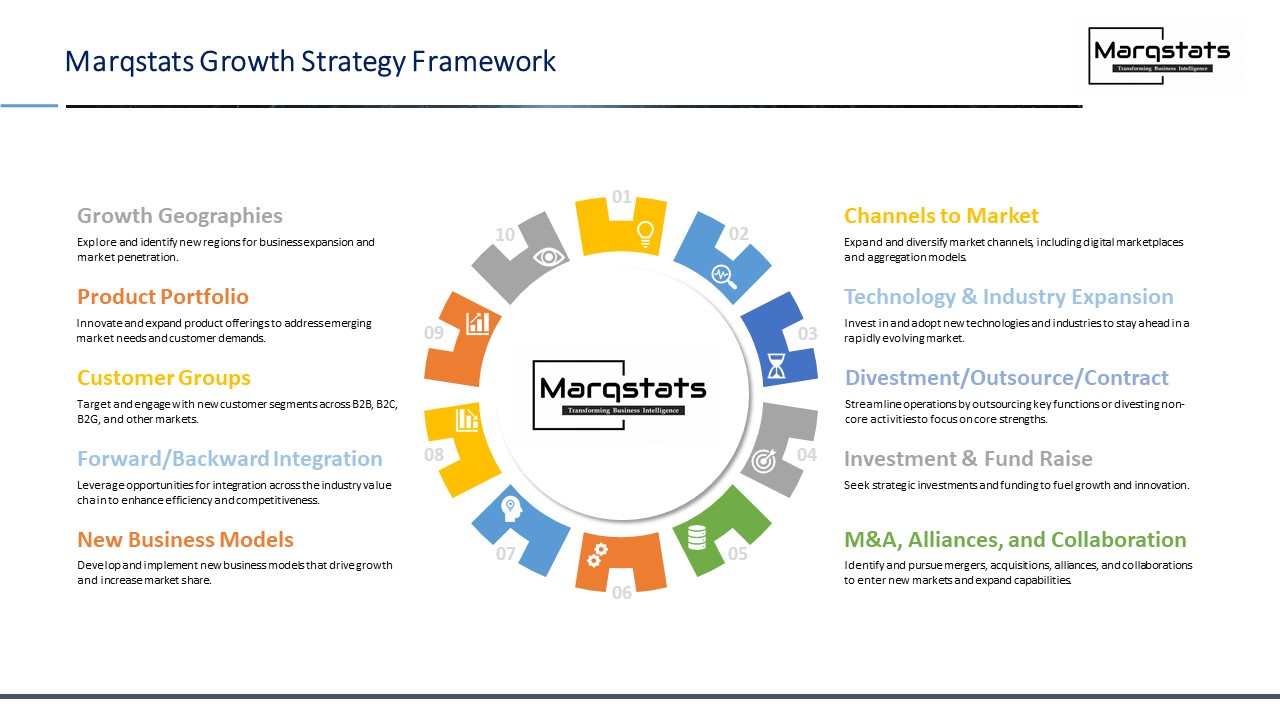 Marqstats Growth Strategy Framework
Marqstats
Transforming Business Intelligence
Growth Geographies
Explore and identify new regions for business expansion and
market penetration.
Product Portfolio
Innovate and expand product offerings to address emerging
market needs and customer demands.
Customer Groups
Target and engage with new customer segments across B2B, B2C,
B2G, and other markets.
Forward/Backward Integration
Leverage opportunities for integration across the industry value
chain to enhance efficiency and competitiveness.
New Business Models
Develop and implement new business models that drive growth
and increase market share.
01
02
03
04
05
06
07
08
09
10
Marqstats
Transforming Business Intelligence
Channels to Market
Expand and diversify market channels, including digital marketplaces
and aggregation models.
Technology & Industry Expansion
Invest in and adopt new technologies and industries to stay ahead in a
rapidly evolving market.
Divestment/Outsource/Contract
Streamline operations by outsourcing key functions or divesting non-
core activities to focus on core strengths.
Investment & Fund Raise
Seek strategic investments and funding to fuel growth and innovation.
M&A, Alliances, and Collaboration
Identify and pursue mergers, acquisitions, alliances, and collaborations
to enter new markets and expand capabilities.